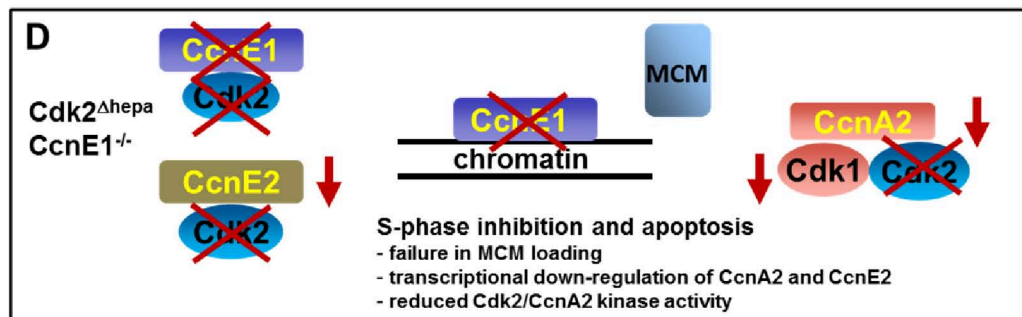 D
CcnE1
Cdk2
Cdk2Δhepa
CcnE1-/-
CcnE2
Cdk2
CcnE1
chromatin
MCM
CcnA2
Cdk1 Cdk2
S-phase inhibition and apoptosis
- failure in MCM loading
- transcriptional down-regulation of CcnA2 and CcnE2
- reduced Cdk2/CcnA2 kinase activity